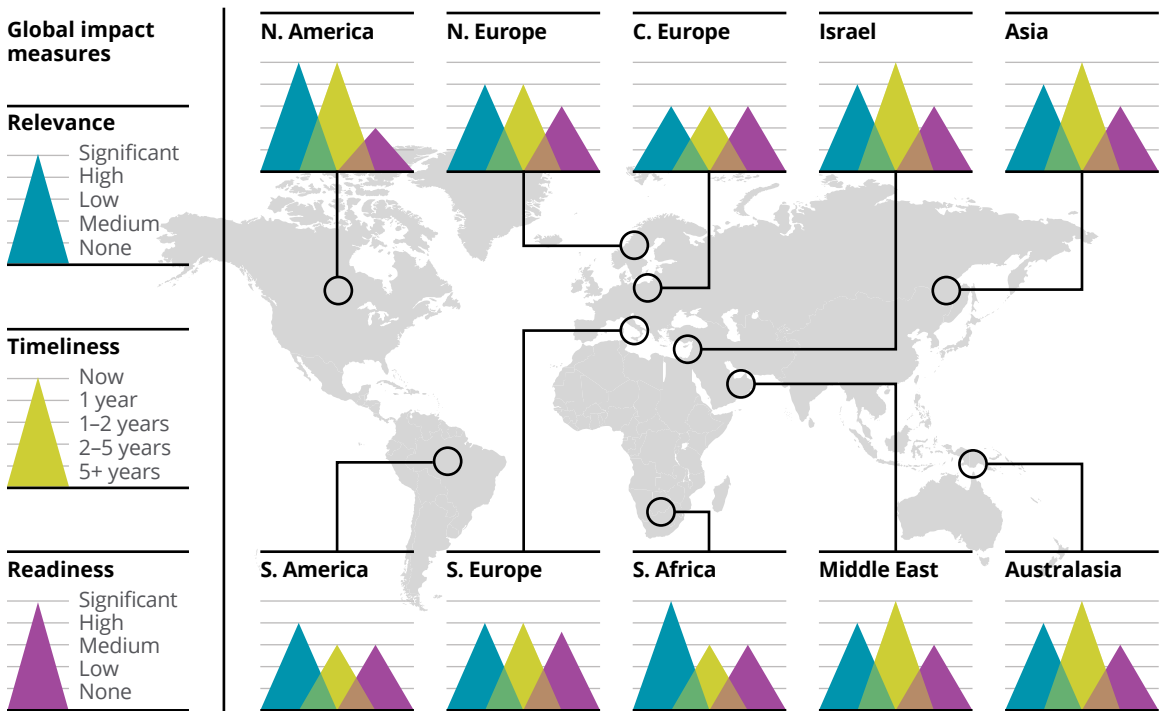 Global impact
measures
Relevance
Significant
High
Low
Medium
None
Timeliness
Now
1 year
1–2 years
2–5 years
5+ years
Readiness
Significant
High
Medium
Low
None
N. America
N. Europe
C. Europe
Israel
Asia
S. America
S. Europe
S. Africa
Middle East
Australasia